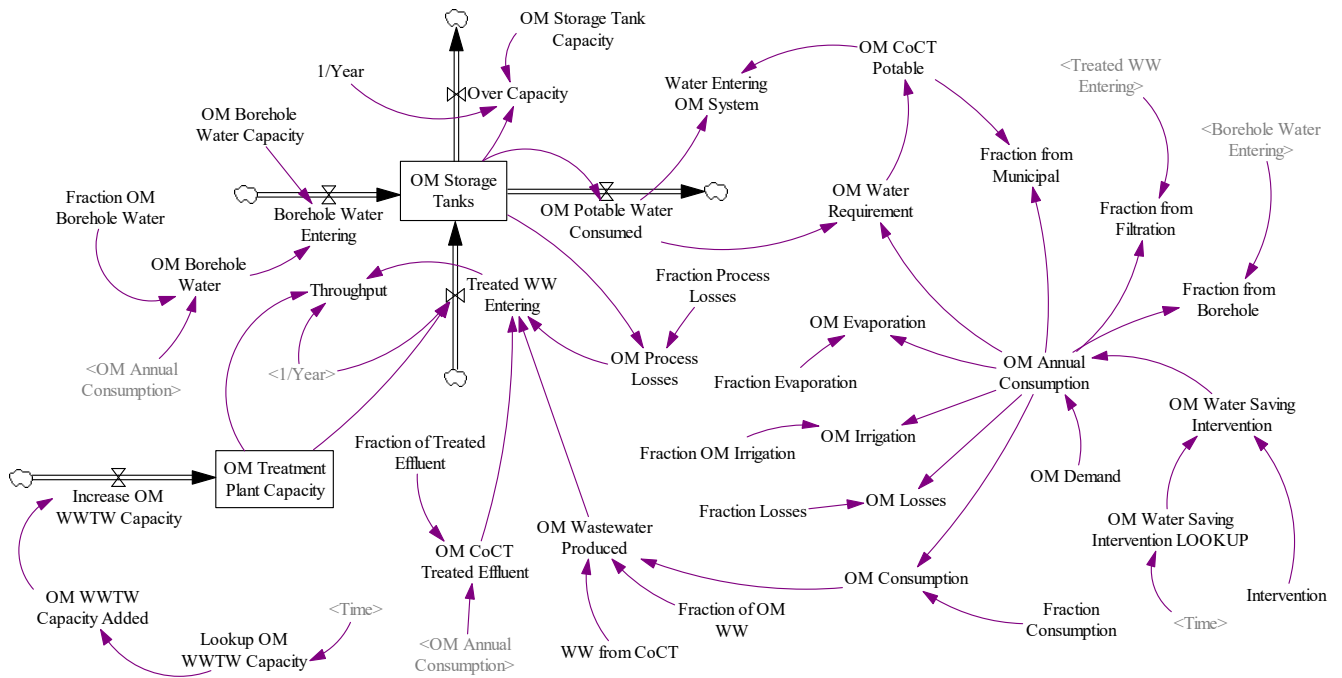 OM Storage Tank
Capacity
1/Year
Over Capacity
OM CoCT
Potable
Water Entering
OM System
<Treated WW
Entering>
OM Borehole
Water Capacity
<Borehole Water
Entering>
Fraction from
Municipal
OM Storage
Tanks
Fraction OM
Borehole Water
Borehole Water
Entering
OM Potable Water
Consumed
OM Water
Requirement
Fraction from
Filtration
OM Borehole
Water
Throughput
Treated WW
Entering
Fraction Process
Losses
Fraction from
Borehole
OM Evaporation
<OM Annual
Consumption>
<1/Year>
OM Process
Losses
Fraction Evaporation
OM Annual
Consumption
OM Water Saving
Intervention
Fraction of Treated
Effluent
Fraction OM Irrigation
OM Irrigation
OM Treatment
Plant Capacity
OM Demand
Increase OM
WWTW Capacity
Fraction Losses
OM Losses
OM Wastewater
Produced
OM Water Saving
Intervention LOOKUP
OM CoCT
Treated Effluent
OM Consumption
OM WWTW
Capacity Added
<Time>
Fraction of OM
WW
Fraction
Consumption
<Time>
Intervention
Lookup OM
WWTW Capacity
<OM Annual
Consumption>
WW from CoCT